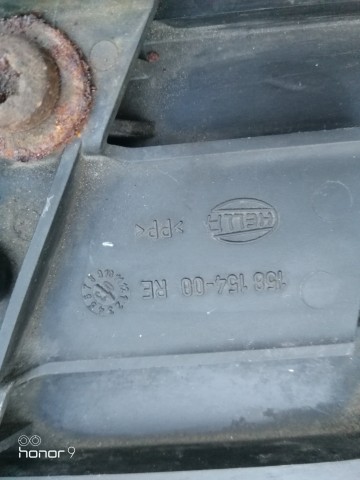 HELLA
>PP<
158 154-00 RE
honor 9